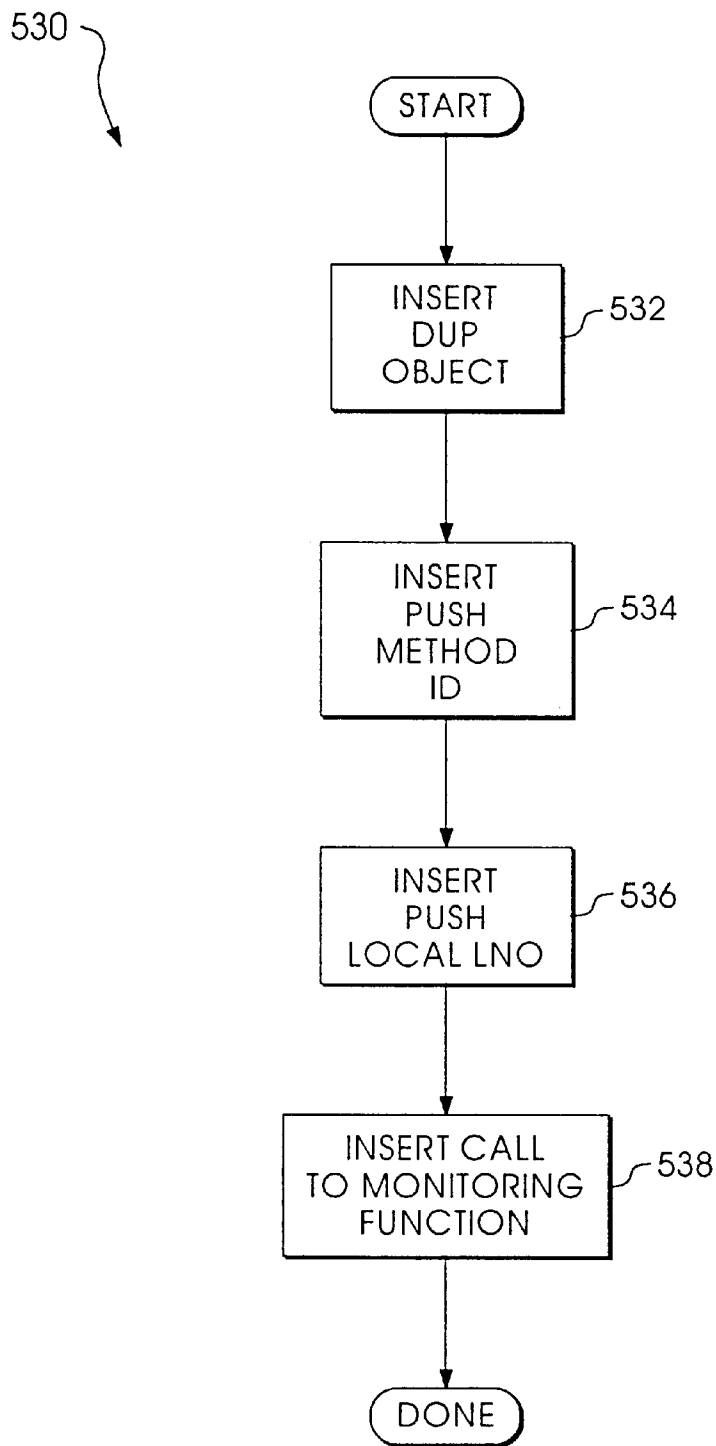 530
START
INSERT
DUP
OBJECT
532
INSERT
PUSH
METHOD
ID
534
INSERT
PUSH
LOCAL LNO
536
INSERT CALL
TO MONITORING
FUNCTION
538
DONE